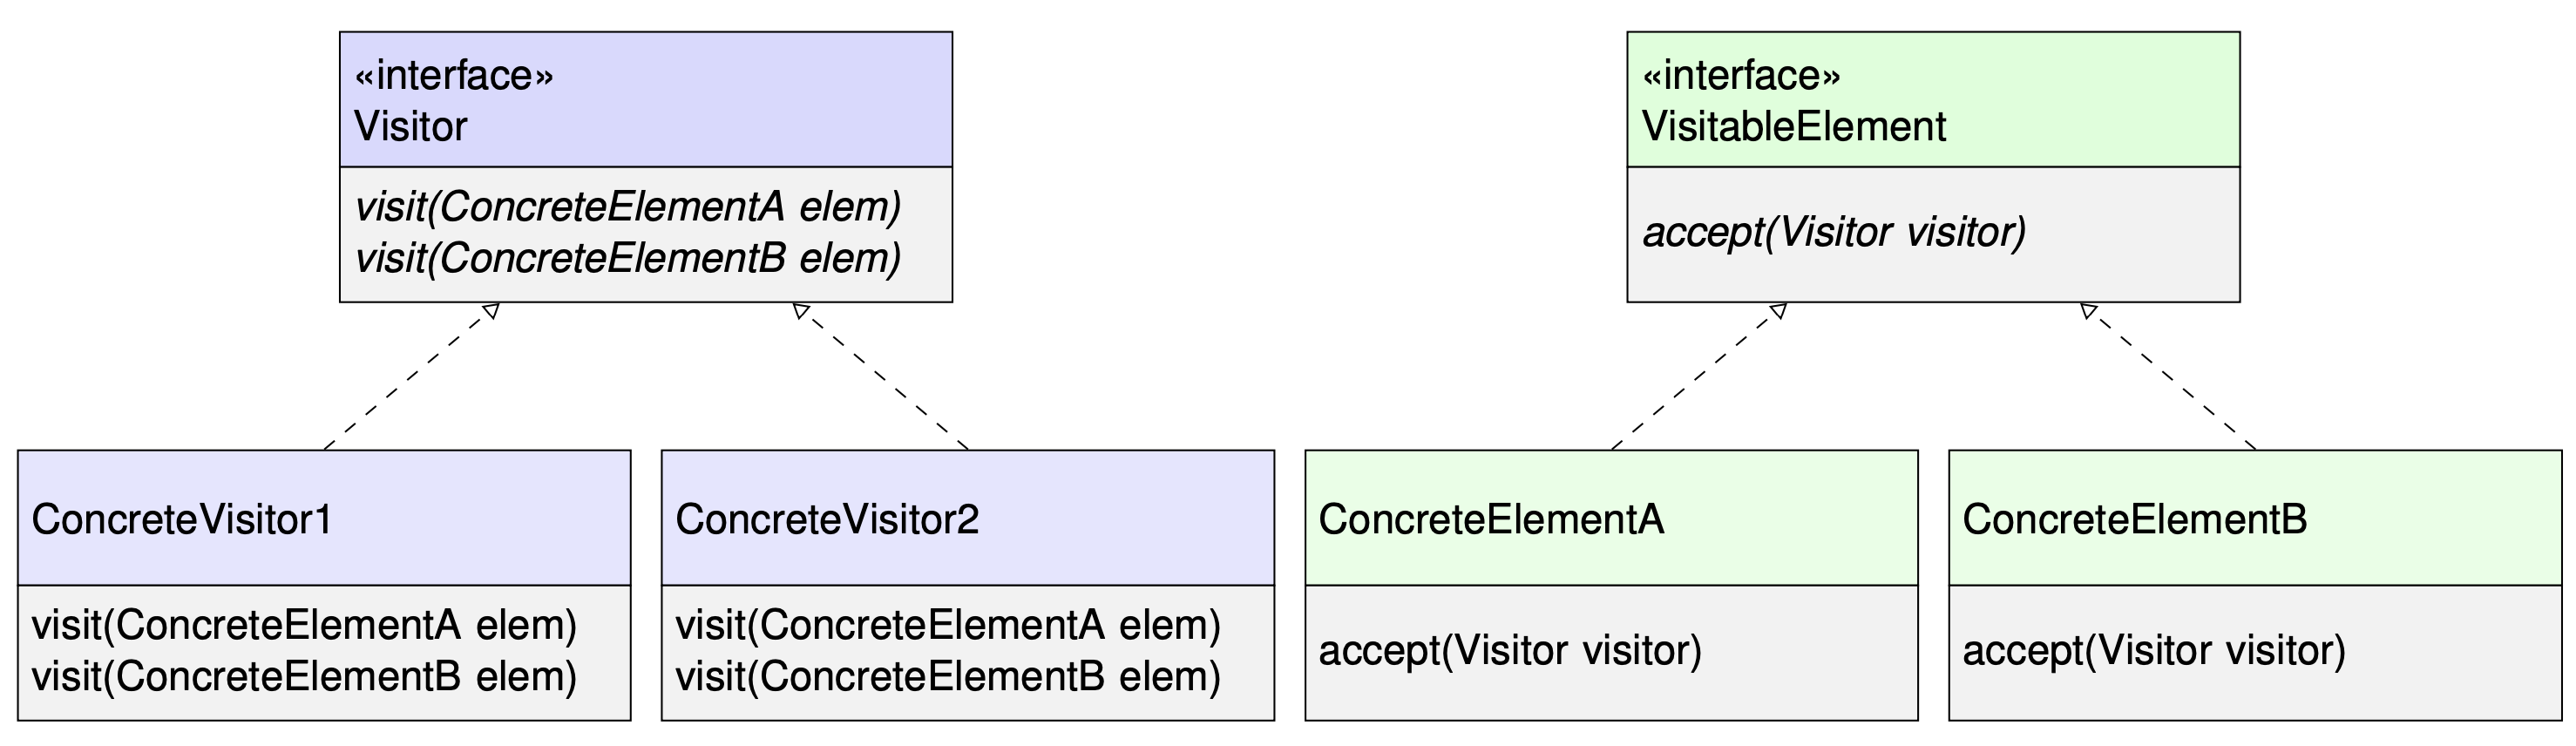 «interface»
Visitor
visit(ConcreteElementA elem)
visit(ConcreteElementB elem)
«interface»
VisitableElement
accept(Visitor visitor)
ConcreteVisitor1
visit(ConcreteElementA elem)
visit(ConcreteElementB elem)
ConcreteVisitor2
visit(ConcreteElementA elem)
visit(ConcreteElementB elem)
ConcreteElementA
accept(Visitor visitor)
ConcreteElementB
accept(Visitor visitor)